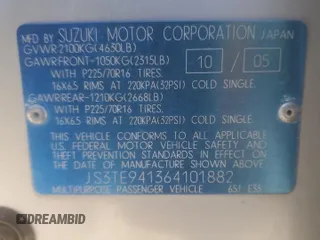 MFD BY SUZUKI MOTOR CORPORATION JAPAN
GVWR2100KG(4630LB) 10 / 05
GAWRFRONT-1050KG(2315LB)
WITH P225/70R16 TIRES.
16X6.5 RIMS AT 220KPA(32PSI) COLD SINGLE.
GAWRREAR-1210KG(2668LB)
WITH P225/70R16 TIRES.
16X6.5 RIMS AT 220KPA(32PSI) COLD SINGLE.
THIS VEHICLE CONFORMS TO ALL APPLICABLE
U.S. FEDERAL MOTOR VEHICLE SAFETY AND
THEFT PREVENTION STANDARDS IN EFFECT ON
THE DATE OF MANUFACTURE SHOWN ABOVE.
JS3TE941364101882
MULTIPURPOSE PASSENGER VEHICLE
DREAMBID